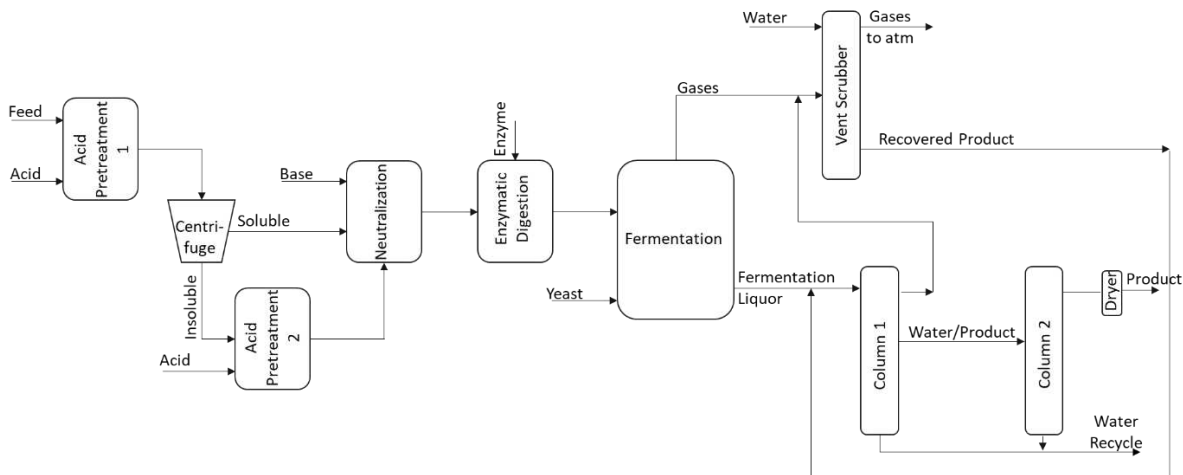 Feed
Acid
Acid
Pretreatment
1
Centri-
fuge
Soluble
Insoluble
Acid
Acid
Pretreatment
2
Base
Neutralization
Enzyme
Enzymatic
Digestion
Yeast
Fermentation
Gases
Water
Vent Scrubber
Gases
to atm
Recovered Product
Fermentation
Liquor
Column 1
Water/Product
Column 2
Dryer
Product
Water
Recycle